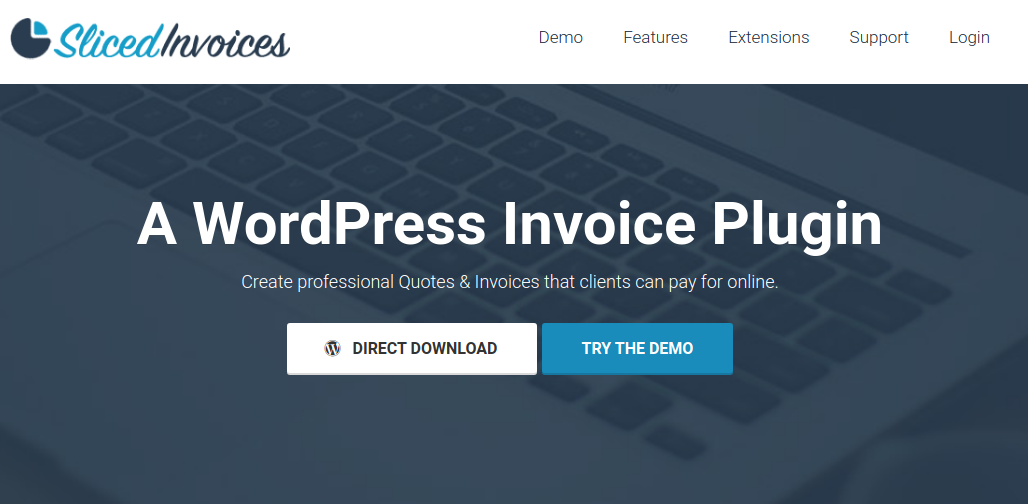 SlicedInvoices
Demo Features Extensions Support Login
A WordPress Invoice Plugin
Create professional Quotes & Invoices that clients can pay for online.
DIRECT DOWNLOAD
TRY THE DEMO